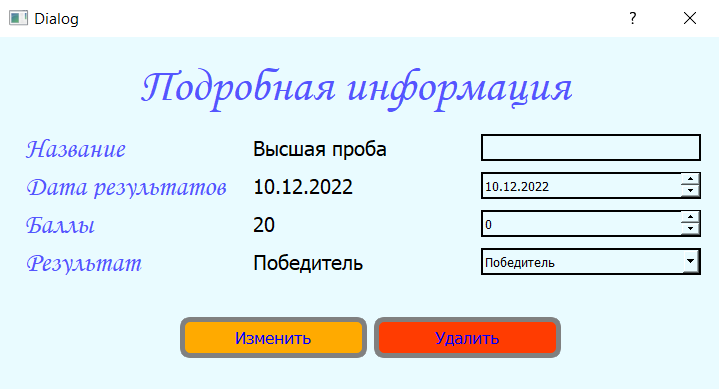 Dialog ?
Подробная информация
Название Высшая проба
Дата результатов 10.12.2022 10.12.2022
Баллы 20 0
Результат Победитель Победитель
Изменить Удалить